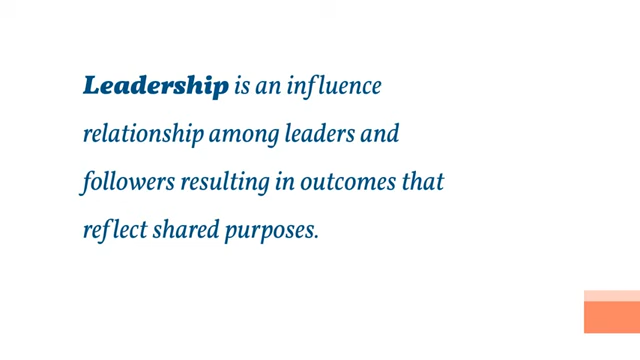 Leadership is an influence
relationship among leaders and
followers resulting in outcomes that
reflect shared purposes.